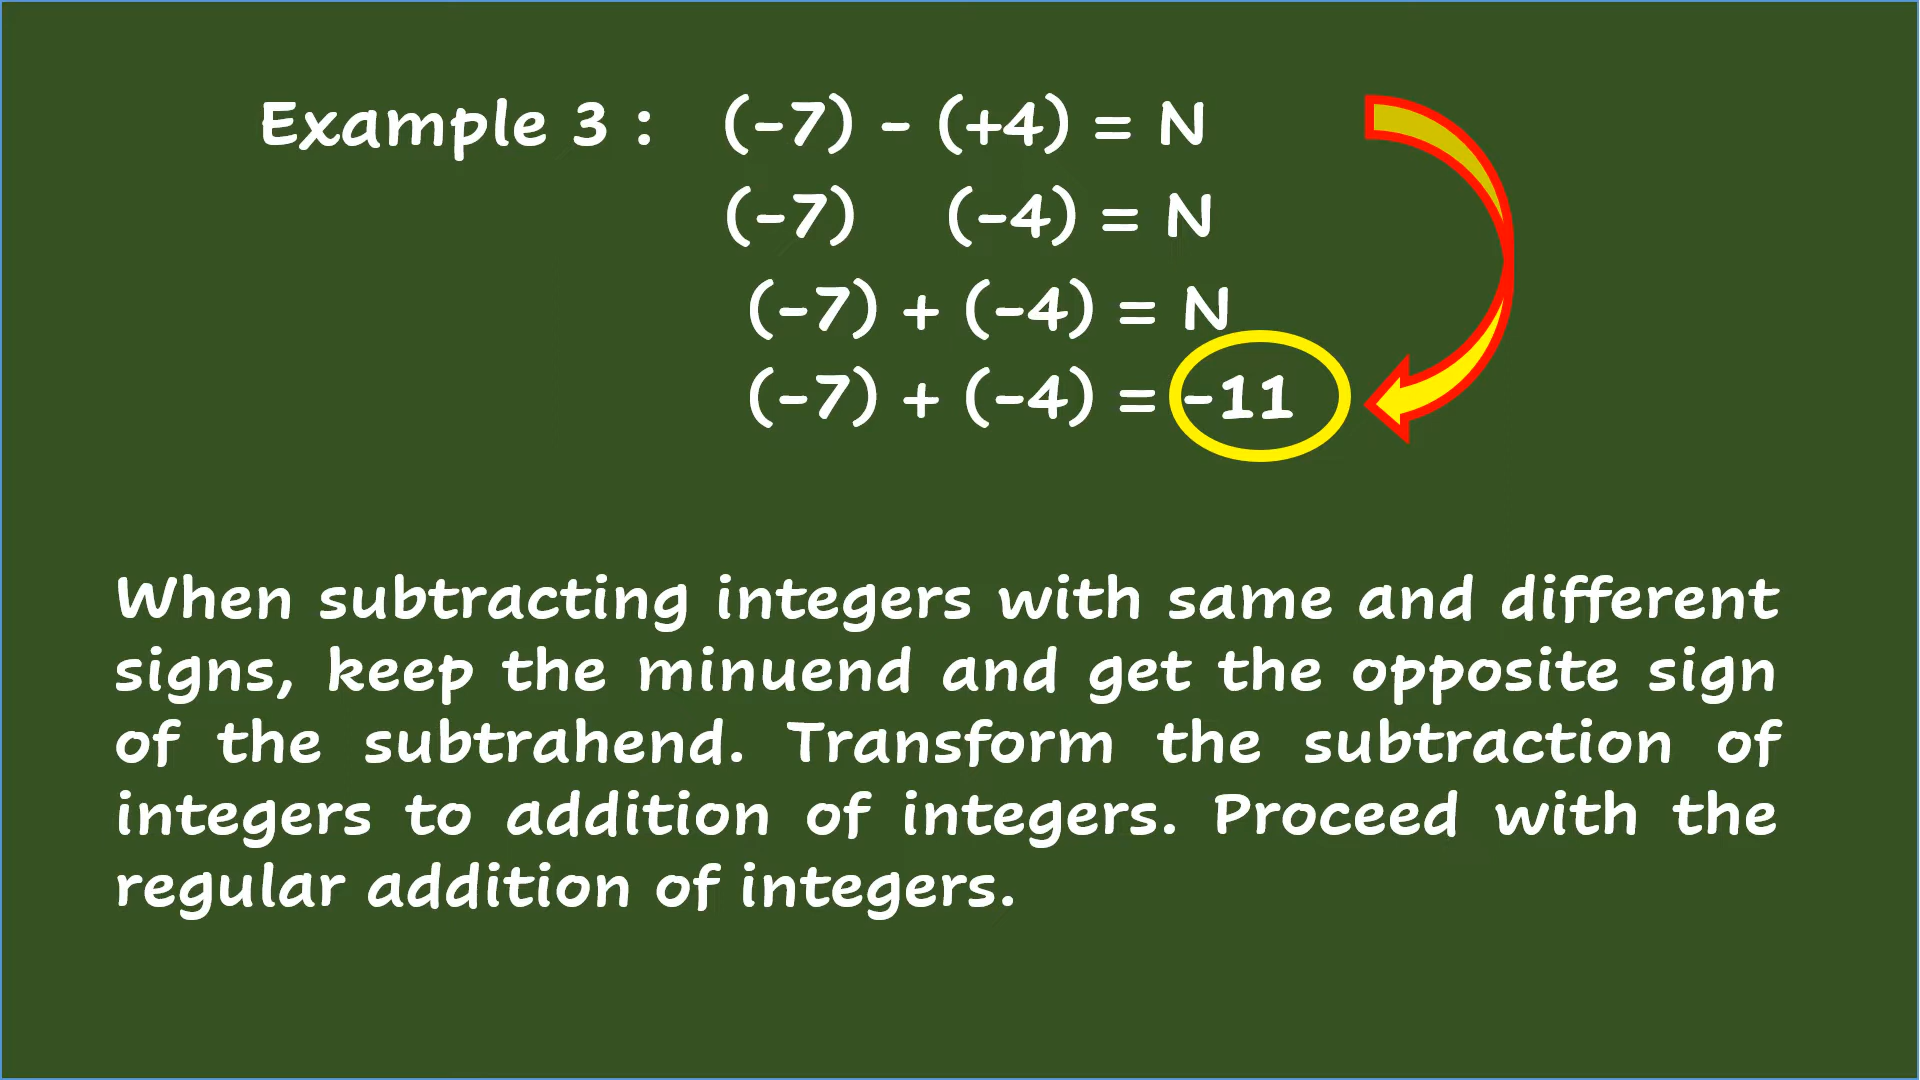 Example 3 : (-7) - (+4) = N
(-7) (-4) = N
(-7) + (-4) = N
(-7) + (-4) = -11
When subtracting integers with same and different
signs, keep the minuend and get the opposite sign
of the subtrahend. Transform the subtraction of
integers to addition of integers. Proceed with the
regular addition of integers.